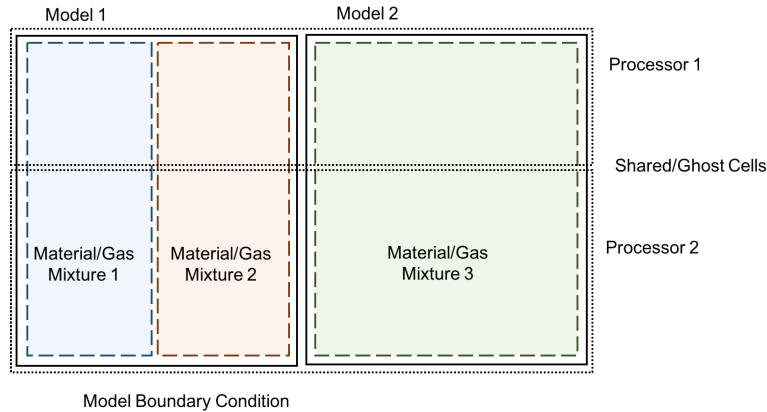 Model 1
Model 2
Processor 1
Shared/Ghost Cells
Processor 2
Material/Gas
Mixture 1
Material/Gas
Mixture 2
Material/Gas
Mixture 3
Model Boundary Condition